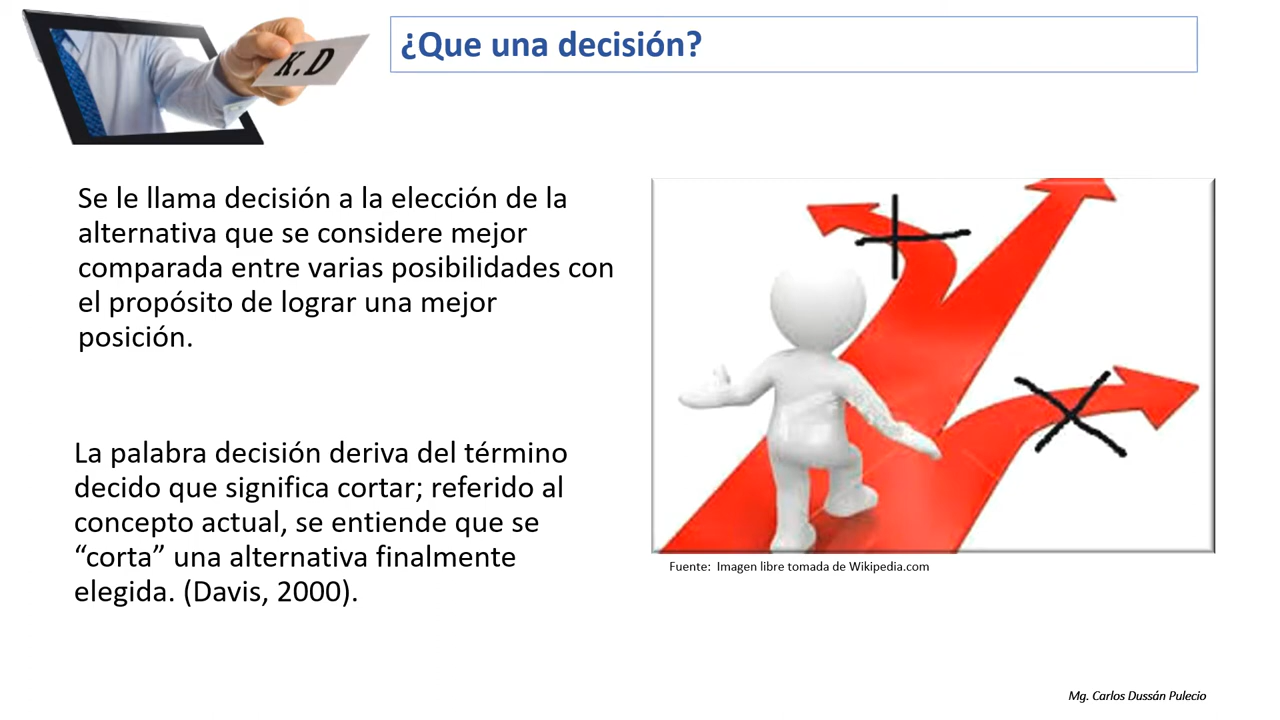 K.D
¿Que una decisión?
Se le llama decisión a la elección de la
alternativa que se considere mejor
comparada entre varias posibilidades con
el propósito de lograr una mejor
posición.
La palabra decisión deriva del término
decido que significa cortar; referido al
concepto actual, se entiende que se
“corta” una alternativa finalmente
elegida. (Davis, 2000).
Fuente: Imagen libre tomada de Wikipedia.com
Mg. Carlos Dussán Pulecio